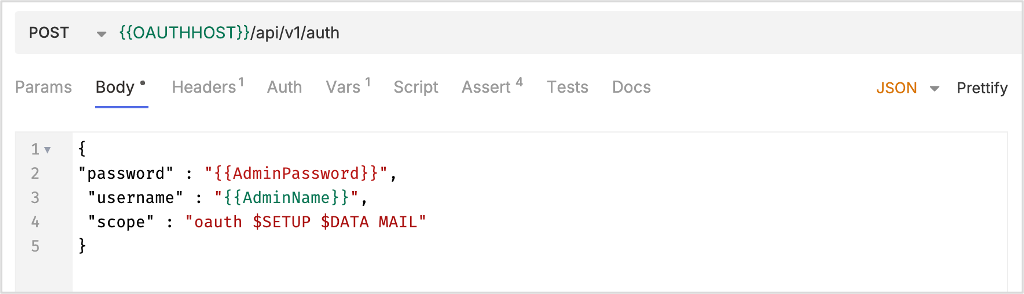 POST {{OAUTHHOST}}/api/v1/auth
Params Body Headers 1 Auth Vars 1 Script Assert 4 Tests Docs JSON Prettify
1 {
2 "password" : "{{AdminPassword}}",
3 "username" : "{{AdminName}}",
4 "scope" : "oauth $SETUP $DATA MAIL"
5 }